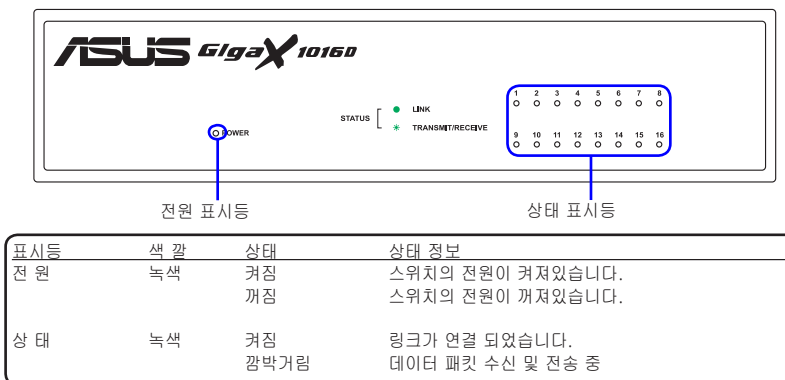 ASUS GigaX 1016D
1 2 3 4 5 6 7 8
STATUS
LINK
TRANSMIT/RECEIVE
POWER
9 10 11 12 13 14 15 16
전원 표시등
상태 표시등
표시등 색 깔 상태 상태 정보
전 원 녹색 켜짐 스위치의 전원이 켜져있습니다.
꺼짐 스위치의 전원이 꺼져있습니다.
상 태 녹색 켜짐 링크가 연결 되었습니다.
깜박거림 데이터 패킷 수신 및 전송 중